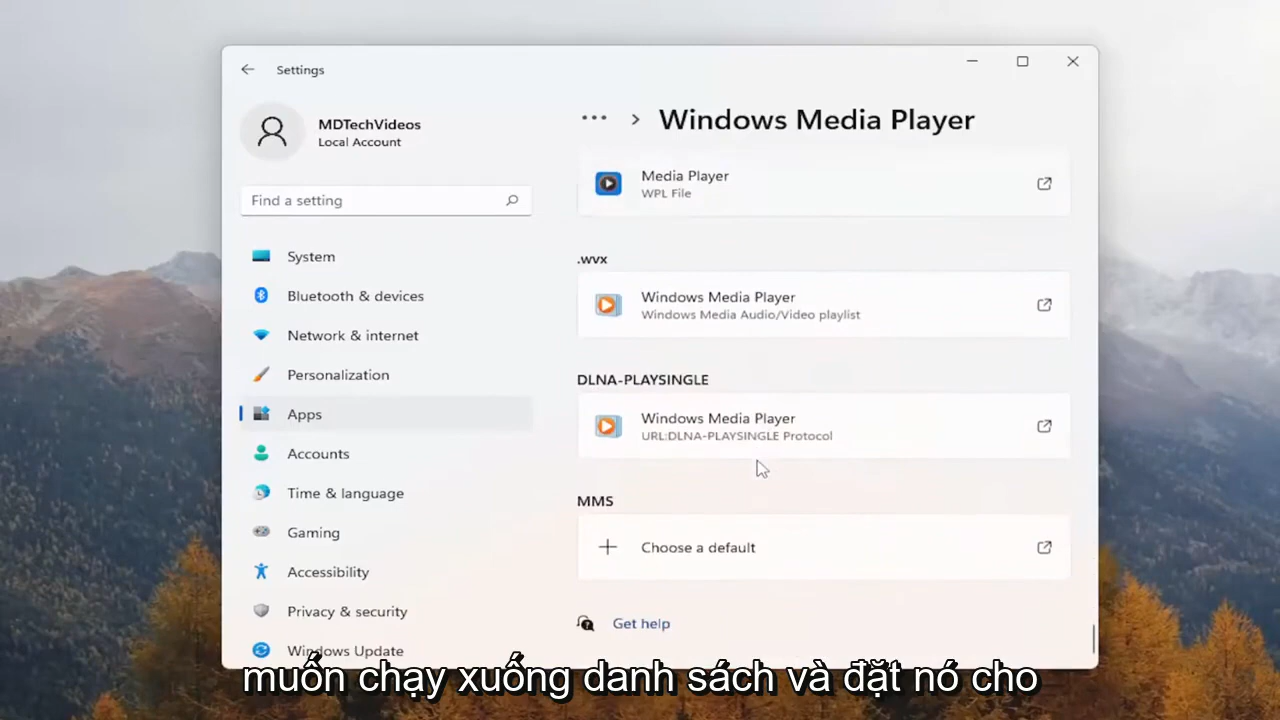 Settings
MDTechVideos
Local Account
Find a setting
System
Bluetooth & devices
Network & internet
Personalization
Apps
Accounts
Time & language
Gaming
Accessibility
Privacy & security
Windows Update
Windows Media Player
Media Player
WPL File
.wvx
Windows Media Player
Windows Media Audio/Video playlist
DLNA-PLAYSINGLE
Windows Media Player
URL:DLNA-PLAYSINGLE Protocol
MMS
Choose a default
Get help
muốn chạy xuống danh sách và đặt nó cho